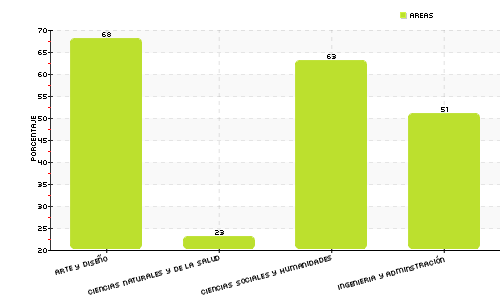 AREAS
PORCENTAJE
70
65
60
55
50
45
40
35
30
25
20
68
23
63
51
ARTE Y DISEÑO
CIENCIAS NATURALES Y DE LA SALUD
CIENCIAS SOCIALES Y HUMANIDADES
INGENIERIA Y ADMINSTRACIÓN